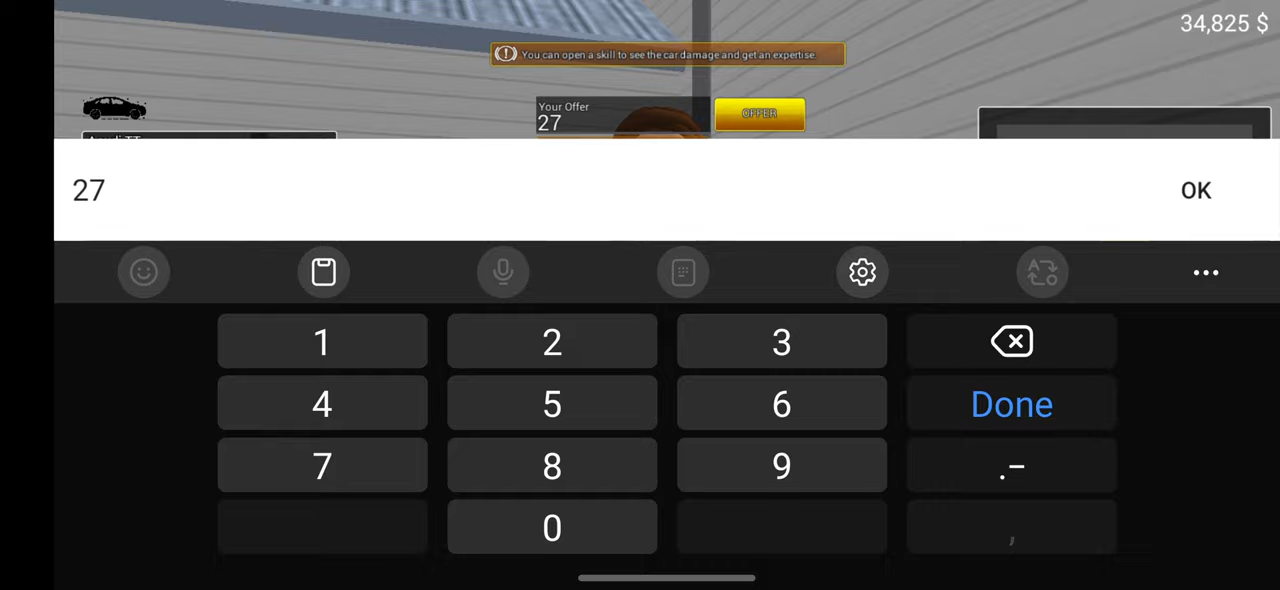 34,825 $
You can open a skill to see the car damage and get an expertise.
Your Offer
27
OFFER
27
OK
1 2 3
4 5 6 Done
7 8 9 .-
0 ,